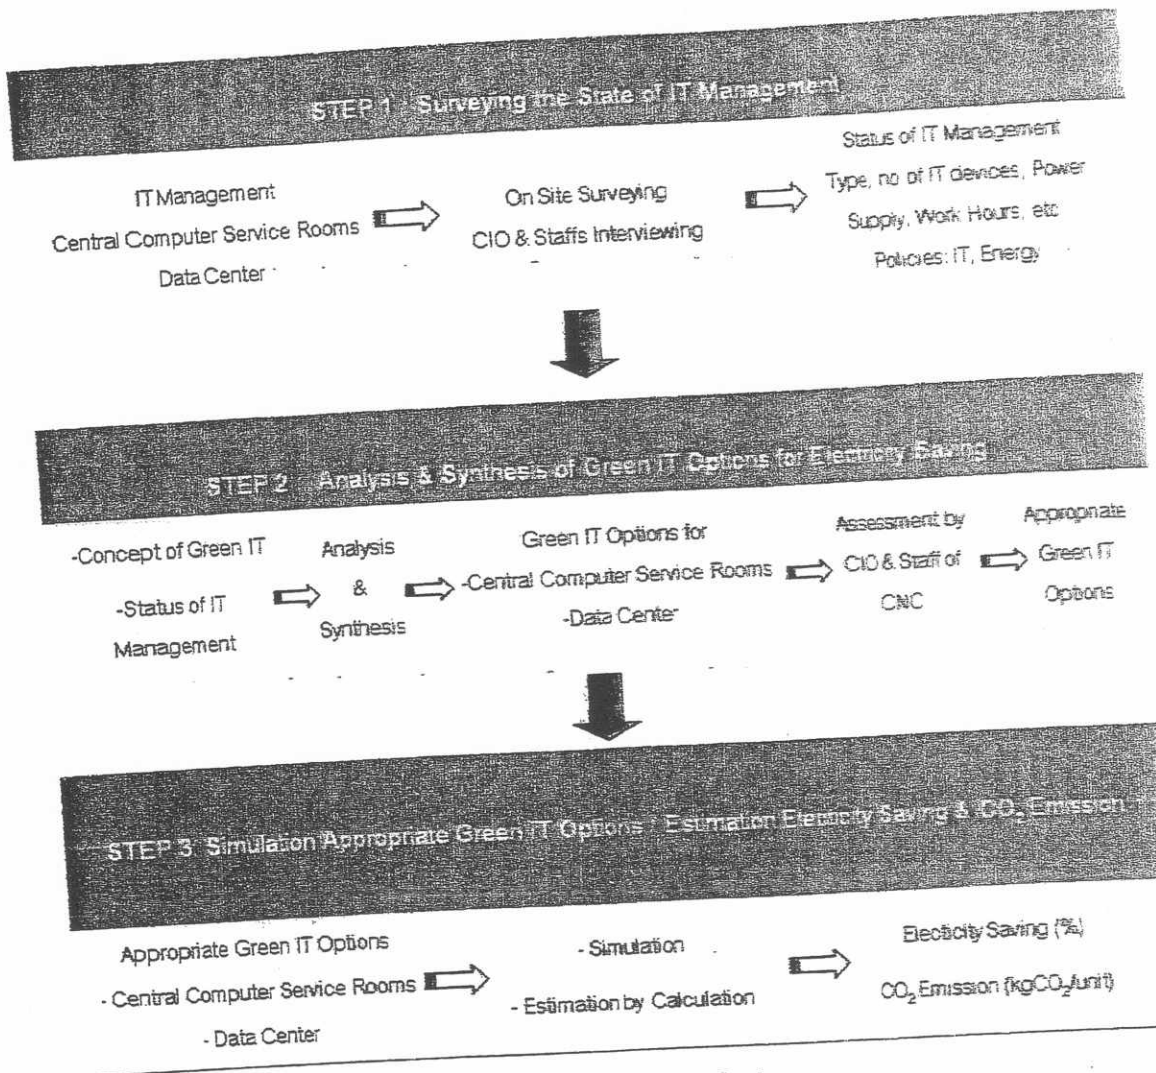 STEP 1 : Surveying the State of IT Management
IT Management
Central Computer Service Rooms
Data Center
On Site Surveying
CIO & Staffs Interviewing
Status of IT Management
Type, no of IT devices, Power
Supply, Work Hours, etc
Policies: IT, Energy
STEP 2 Analysis & Synthesis of Green IT Options for Electricity Saving
-Concept of Green IT
-Status of IT
Management
Analysis
&
Synthesis
Green IT Options for
-Central Computer Service Rooms
-Data Center
Assessment by
CIO & Staff of
CNC
Appropriate
Green IT
Options
STEP 3 Simulation Appropriate Green IT Options : Estimation Electicity Saving & CO₂ Emission
Appropriate Green IT Options
- Central Computer Service Rooms
- Data Center
- Simulation
- Estimation by Calculation
Electicity Saving (%)
CO₂ Emission (kgCO₂/unit)